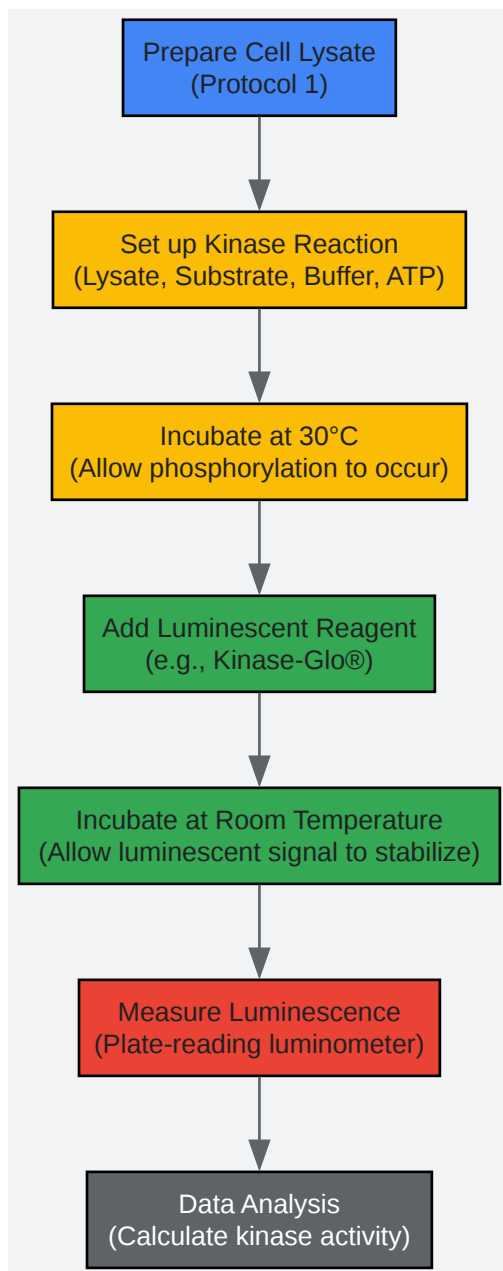 Prepare Cell Lysate
(Protocol 1)
Set up Kinase Reaction
(Lysate, Substrate, Buffer, ATP)
Incubate at 30°C
(Allow phosphorylation to occur)
Add Luminescent Reagent
(e.g., Kinase-Glo®)
Incubate at Room Temperature
(Allow luminescent signal to stabilize)
Measure Luminescence
(Plate-reading luminometer)
Data Analysis
(Calculate kinase activity)